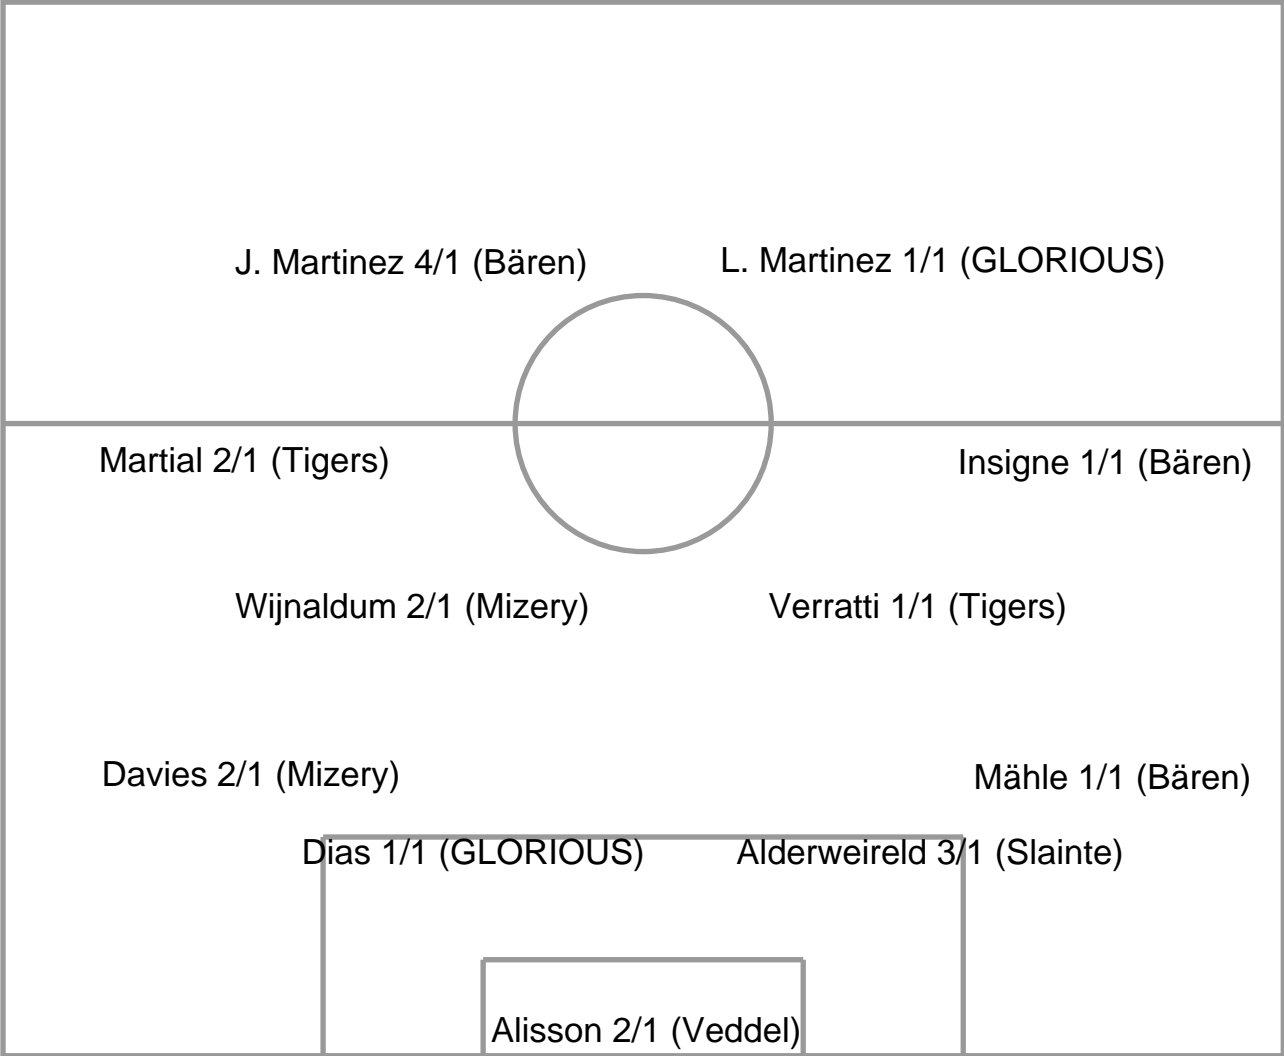 J. Martinez 4/1 (Bären)
L. Martinez 1/1 (GLORIOUS)
Martial 2/1 (Tigers)
Insigne 1/1 (Bären)
Wijnaldum 2/1 (Mizery)
Verratti 1/1 (Tigers)
Davies 2/1 (Mizery)
Mähle 1/1 (Bären)
Dias 1/1 (GLORIOUS)
Alderweireld 3/1 (Slainte)
Alisson 2/1 (Veddel)